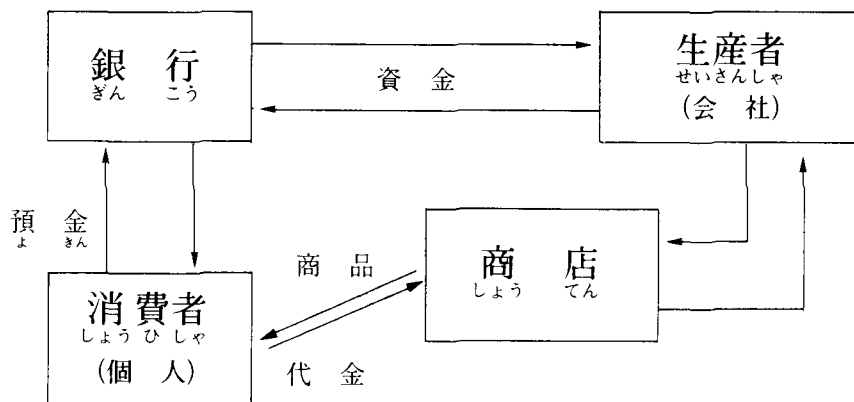 銀行
ぎんこう
資金
生産者
せいさんしゃ
(会社)
預金
よきん
商品
商店
しょうてん
消費者
しょうひしゃ
(個人)
代金